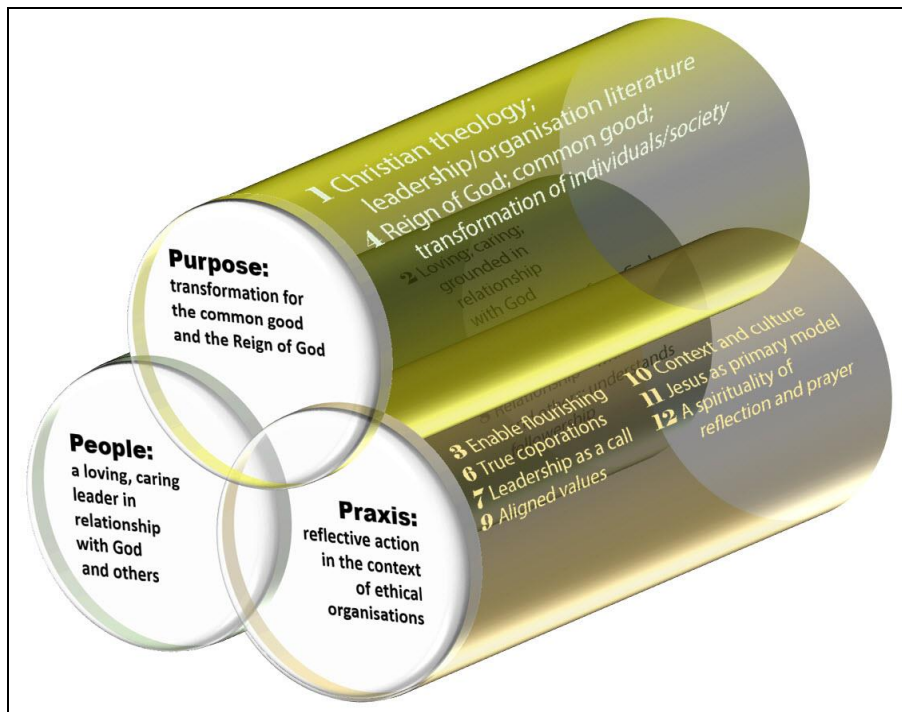 Purpose:
transformation for
the common good
and the Reign of God
People:
a loving, caring
leader in
relationship
with God
and others
Praxis:
reflective action
in the context
of ethical
organisations
1 Christian theology;
leadership/organisation literature
4 Reign of God; common good;
transformation of individuals/society
2 Loving; caring;
grounded in
relationship
with God
understands
3 Enable flourishing
6 True coporations
7 Leadership as a call
9 Aligned values
10 Context and culture
11 Jesus as primary model
12 A spirituality of
reflection and prayer